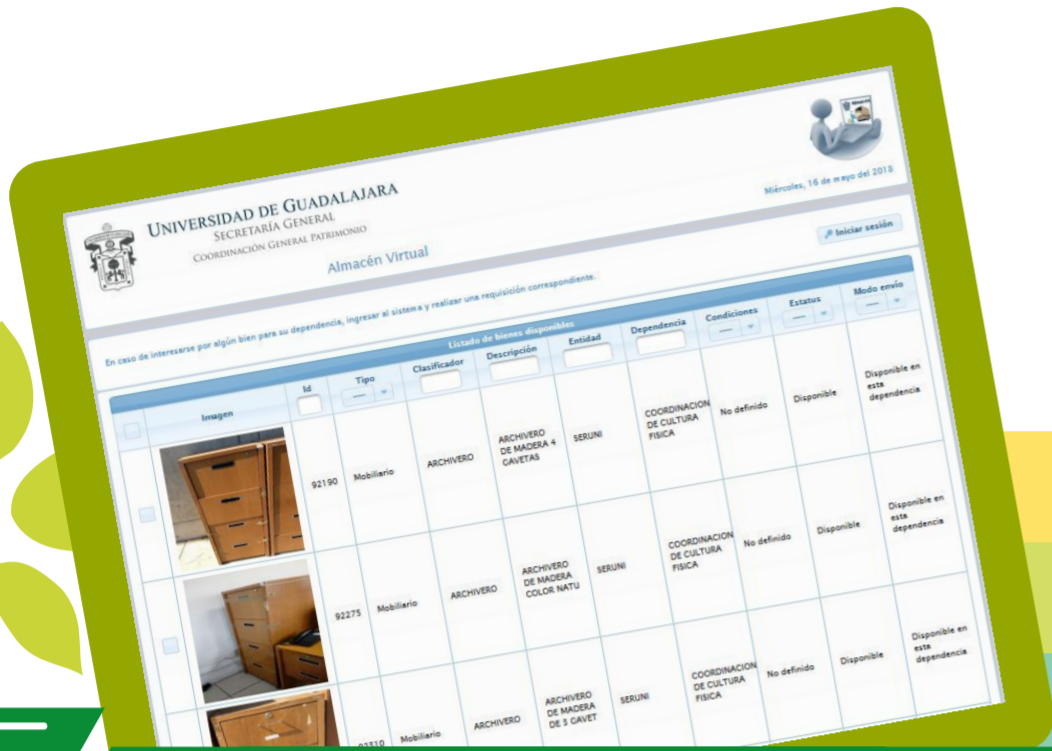 UNIVERSIDAD DE GUADALAJARA
SECRETARÍA GENERAL
COORDINACIÓN GENERAL PATRIMONIO
Almacén Virtual
Miércoles, 16 de mayo del 2018
Iniciar sesión
En caso de interesarse por algún bien para su dependencia, ingresar al sistema y realizar una requisición correspondiente.
Listado de bienes disponibles
Imagen Id Tipo Clasificador Descripción Entidad Dependencia Condiciones Estatus Modo envío
92190 Mobiliario ARCHIVERO ARCHIVERO DE MADERA 4 GAVETAS SERUNI COORDINACION DE CULTURA FISICA No definido Disponible Disponible en esta dependencia
92275 Mobiliario ARCHIVERO ARCHIVERO DE MADERA COLOR NATU SERUNI COORDINACION DE CULTURA FISICA No definido Disponible Disponible en esta dependencia
Mobiliario ARCHIVERO ARCHIVERO DE MADERA DE 3 GAVET SERUNI COORDINACION DE CULTURA FISICA No definido Disponible Disponible en esta dependencia